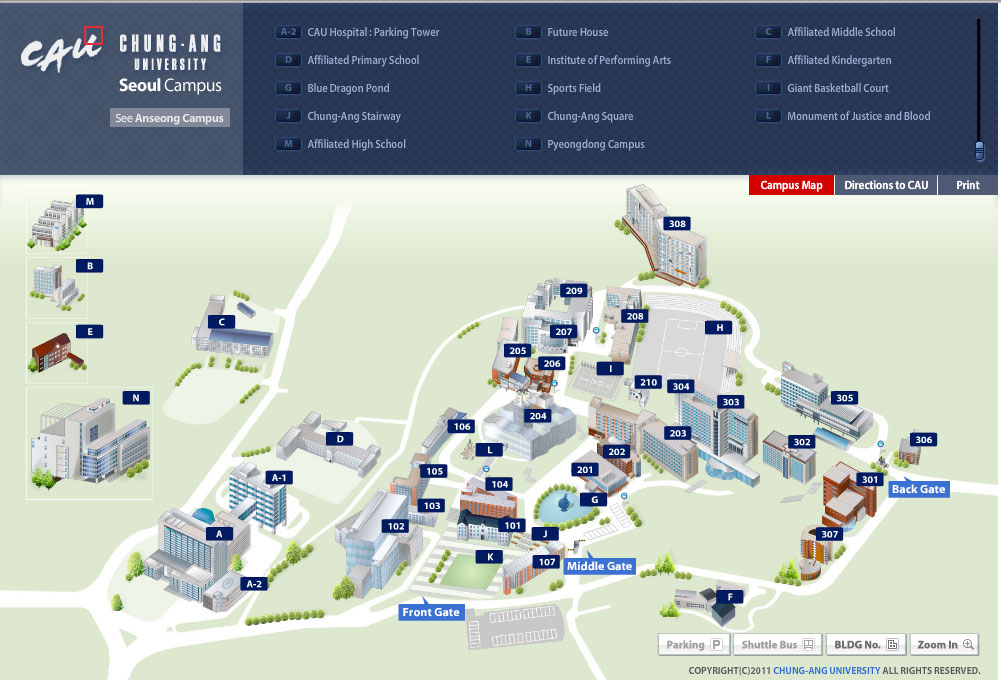 CAU CHUNG-ANG
UNIVERSITY
Seoul Campus
See Anseong Campus
A-2 CAU Hospital : Parking Tower
B Future House
C Affiliated Middle School
D Affiliated Primary School
E Institute of Performing Arts
F Affiliated Kindergarten
G Blue Dragon Pond
H Sports Field
I Giant Basketball Court
J Chung-Ang Stairway
K Chung-Ang Square
L Monument of Justice and Blood
M Affiliated High School
N Pyeongdong Campus
Campus Map Directions to CAU Print
M
308
B
209
C
208
H
E
207
205
206
I
210
304
N
303
305
204
106
203
D
306
302
L
202
105
201
A-1
301
104
Back Gate
G
103
102
101
A
J
307
K
107
Middle Gate
A-2
F
Front Gate
Parking P Shuttle Bus BLDG No. Zoom In
COPYRIGHT(C)2011 CHUNG-ANG UNIVERSITY ALL RIGHTS RESERVED.